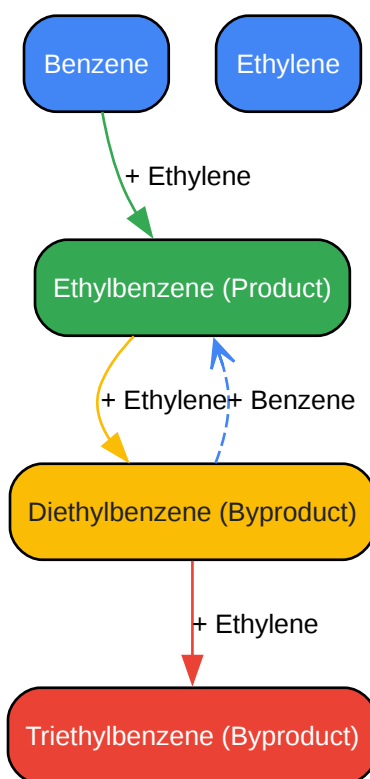 Benzene
Ethylene
+ Ethylene
Ethylbenzene (Product)
+ Ethylene
+ Benzene
Diethylbenzene (Byproduct)
+ Ethylene
Triethylbenzene (Byproduct)